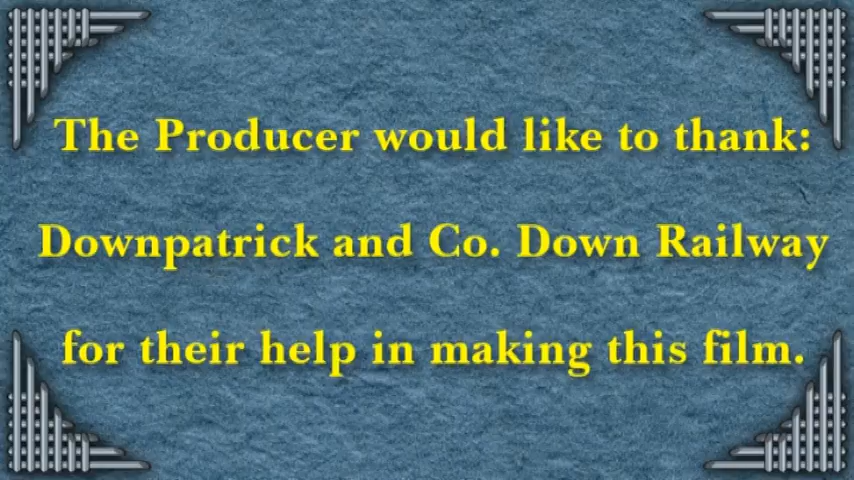 The Producer would like to thank:
Downpatrick and Co. Down Railway
for their help in making this film.